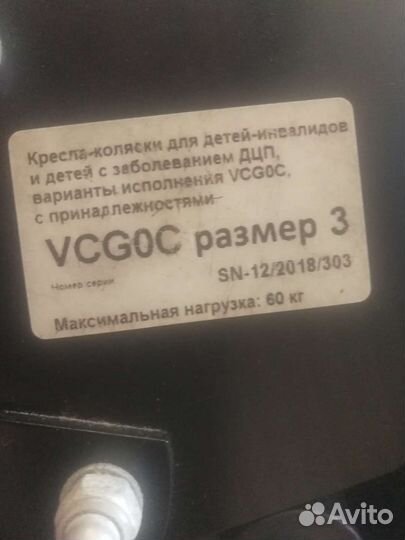 Кресла-коляски для детей-инвалидов
и детей с заболеванием ДЦП,
варианты исполнения VCG0C,
с принадлежностями
VCG0C размер 3
Номер серии SN-12/2018/303
Максимальная нагрузка: 60 кг
Avito